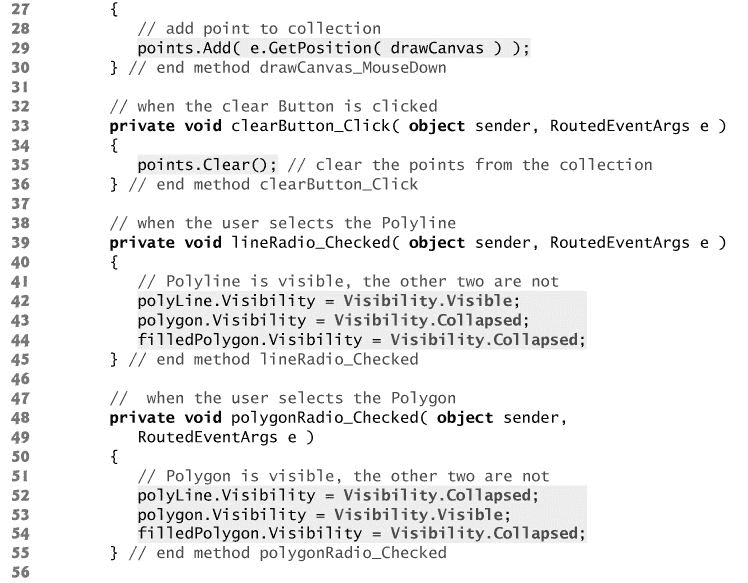 27 {
28 // add point to collection
29 points.Add( e.GetPosition( drawCanvas ) );
30 } // end method drawCanvas_MouseDown
31
32 // when the clear Button is clicked
33 private void clearButton_Click( object sender, RoutedEventArgs e )
34 {
35 points.Clear(); // clear the points from the collection
36 } // end method clearButton_Click
37
38 // when the user selects the Polyline
39 private void lineRadio_Checked( object sender, RoutedEventArgs e )
40 {
41 // Polyline is visible, the other two are not
42 polyLine.Visibility = Visibility.Visible;
43 polygon.Visibility = Visibility.Collapsed;
44 filledPolygon.Visibility = Visibility.Collapsed;
45 } // end method lineRadio_Checked
46
47 //  when the user selects the Polygon
48 private void polygonRadio_Checked( object sender,
49 RoutedEventArgs e )
50 {
51 // Polygon is visible, the other two are not
52 polyLine.Visibility = Visibility.Collapsed;
53 polygon.Visibility = Visibility.Visible;
54 filledPolygon.Visibility = Visibility.Collapsed;
55 } // end method polygonRadio_Checked
56